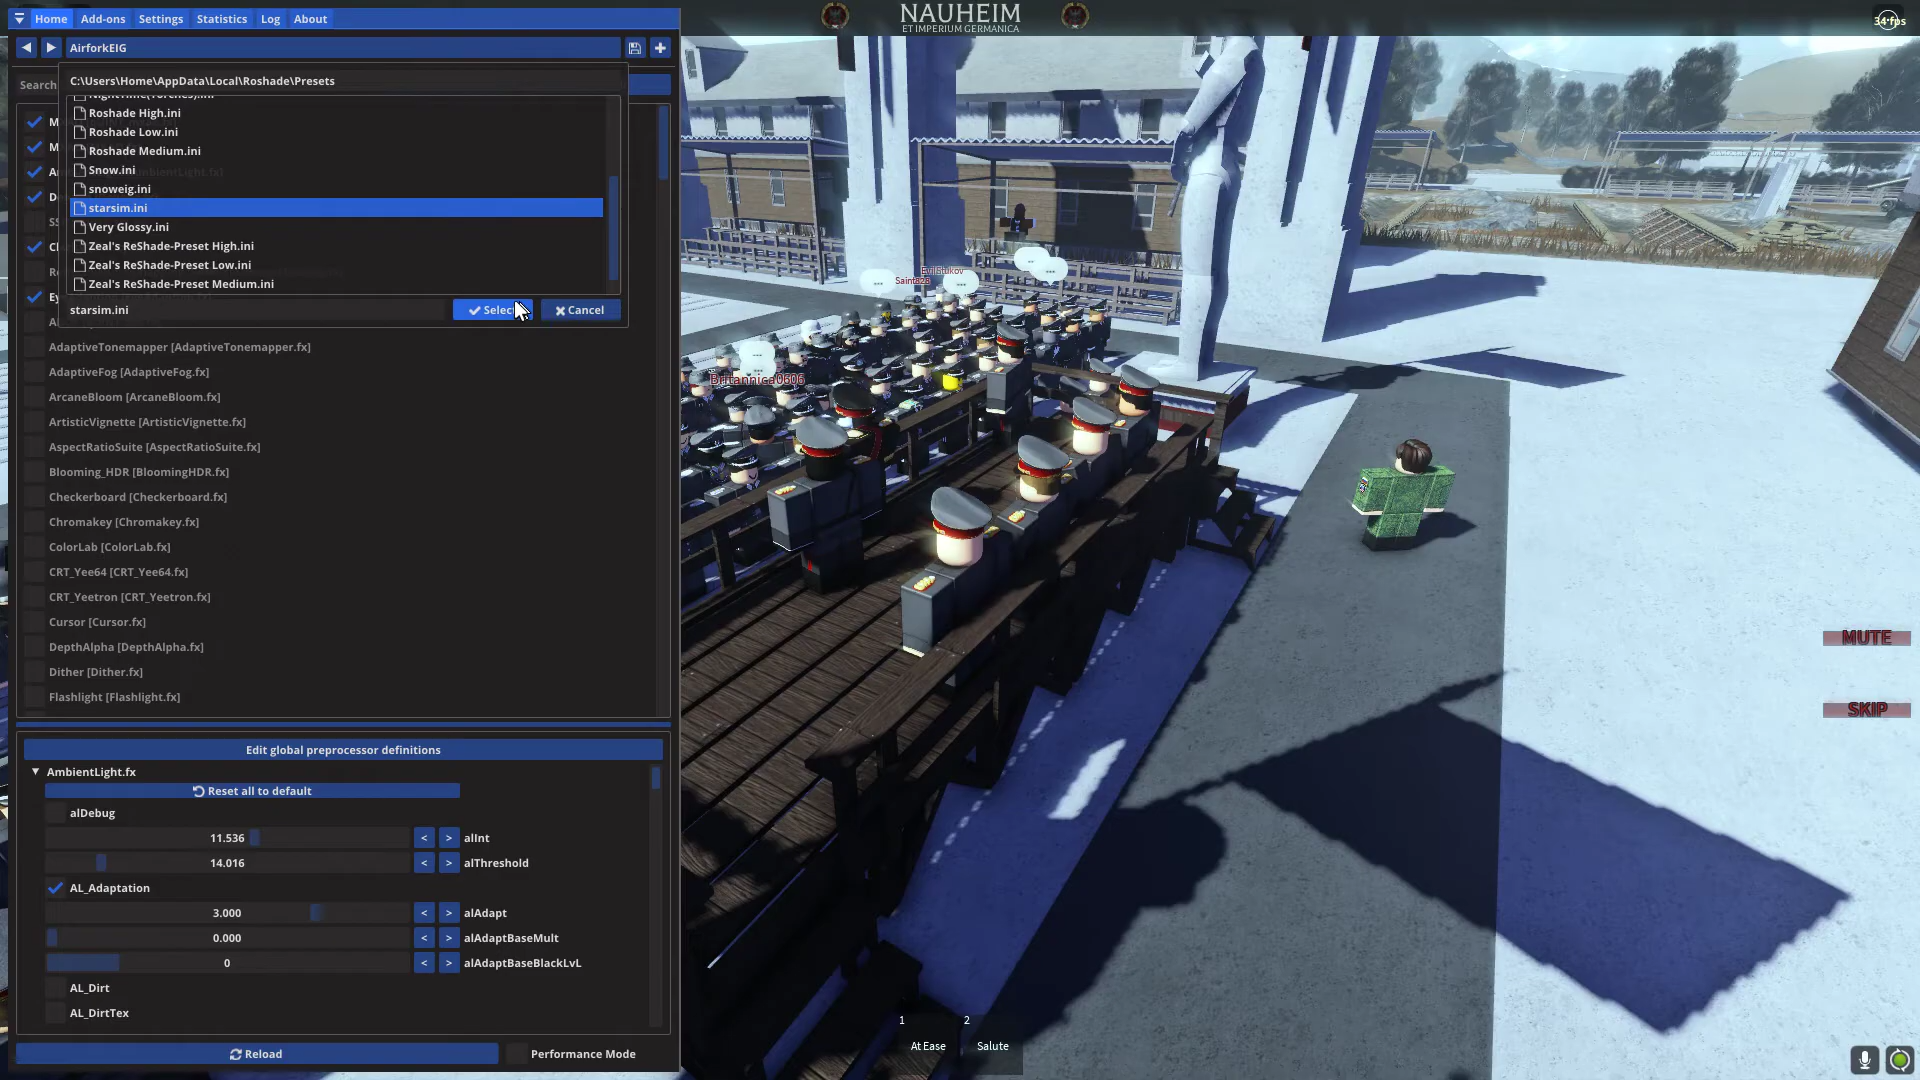 Home Add-ons Settings Statistics Log About
AirforkEIG
Search
C:\Users\Home\AppData\Local\Roshade\Presets
Roshade High.ini
Roshade Low.ini
Roshade Medium.ini
Snow.ini
snoweig.ini
starsim.ini
Very Glossy.ini
Zeal's ReShade-Preset High.ini
Zeal's ReShade-Preset Low.ini
Zeal's ReShade-Preset Medium.ini
starsim.ini
Select
Cancel
AdaptiveTonemapper [AdaptiveTonemapper.fx]
AdaptiveFog [AdaptiveFog.fx]
ArcaneBloom [ArcaneBloom.fx]
ArtisticVignette [ArtisticVignette.fx]
AspectRatioSuite [AspectRatioSuite.fx]
Blooming_HDR [BloomingHDR.fx]
Checkerboard [Checkerboard.fx]
Chromakey [Chromakey.fx]
ColorLab [ColorLab.fx]
CRT_Yee64 [CRT_Yee64.fx]
CRT_Yeetron [CRT_Yeetron.fx]
Cursor [Cursor.fx]
DepthAlpha [DepthAlpha.fx]
Dither [Dither.fx]
Flashlight [Flashlight.fx]
Edit global preprocessor definitions
AmbientLight.fx
Reset all to default
alDebug
11.536 < > alInt
14.016 < > alThreshold
AL_Adaptation
3.000 < > alAdapt
0.000 < > alAdaptBaseMult
0 < > alAdaptBaseBlackLvL
AL_Dirt
AL_DirtTex
Reload
Performance Mode
NAUHEIM
ET IMPERIUM GERMANICA
34 fps
Britannica0606
MUTE
SKIP
1 2
At Ease Salute